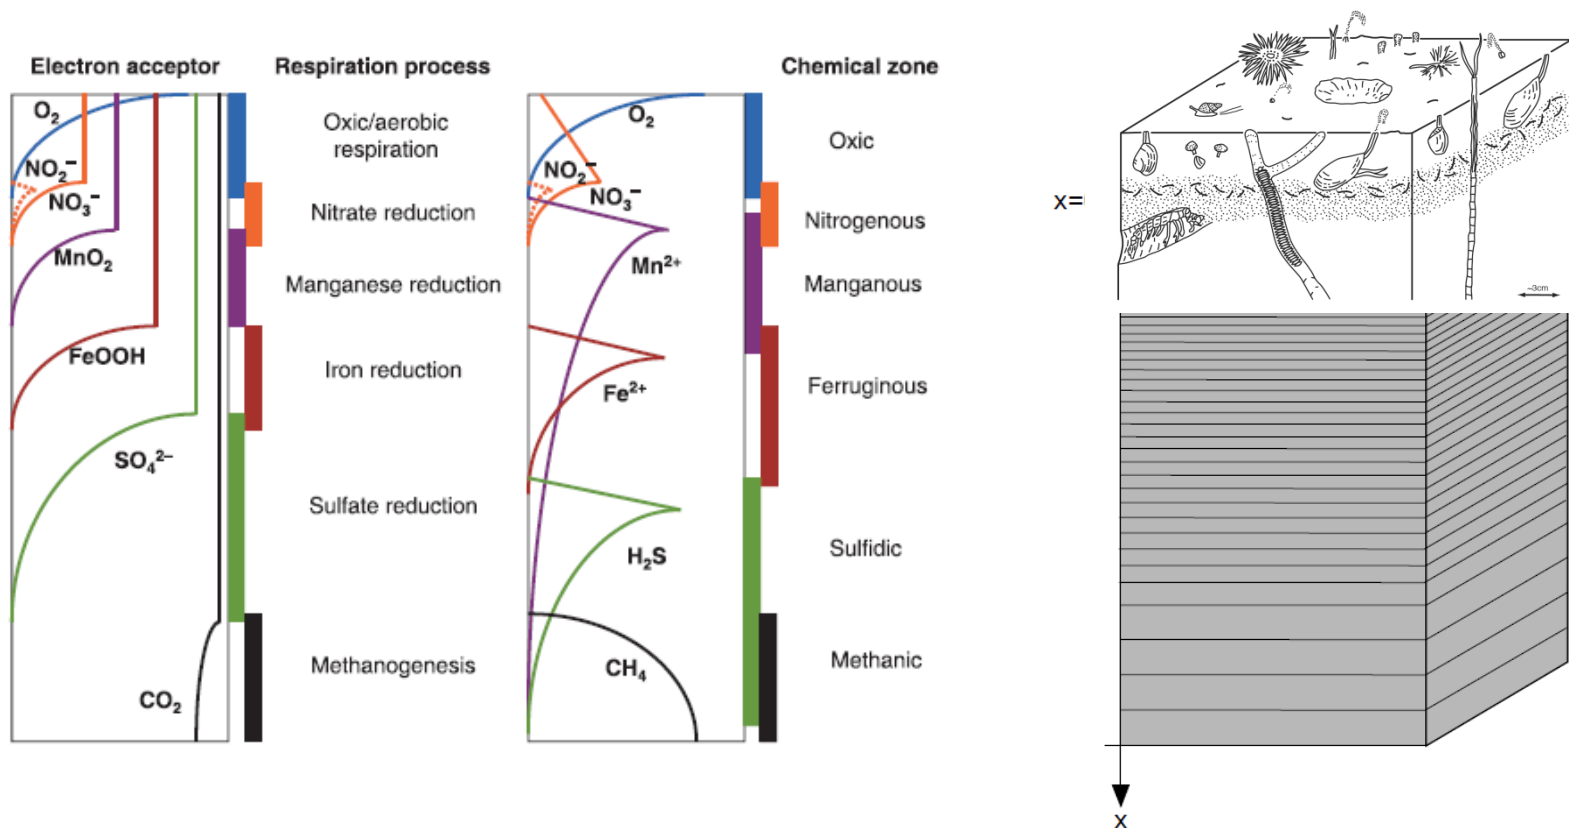 Electron acceptor
Respiration process
Chemical zone
O₂
NO₂⁻
NO₃⁻
MnO₂
FeOOH
SO₄²⁻
CO₂
Oxic/aerobic
respiration
Nitrate reduction
Manganese reduction
Iron reduction
Sulfate reduction
Methanogenesis
O₂
NO₂⁻
NO₃⁻
Mn²⁺
Fe²⁺
H₂S
CH₄
Oxic
Nitrogenous
Manganous
Ferruginous
Sulfidic
Methanic
x=
~3cm
x